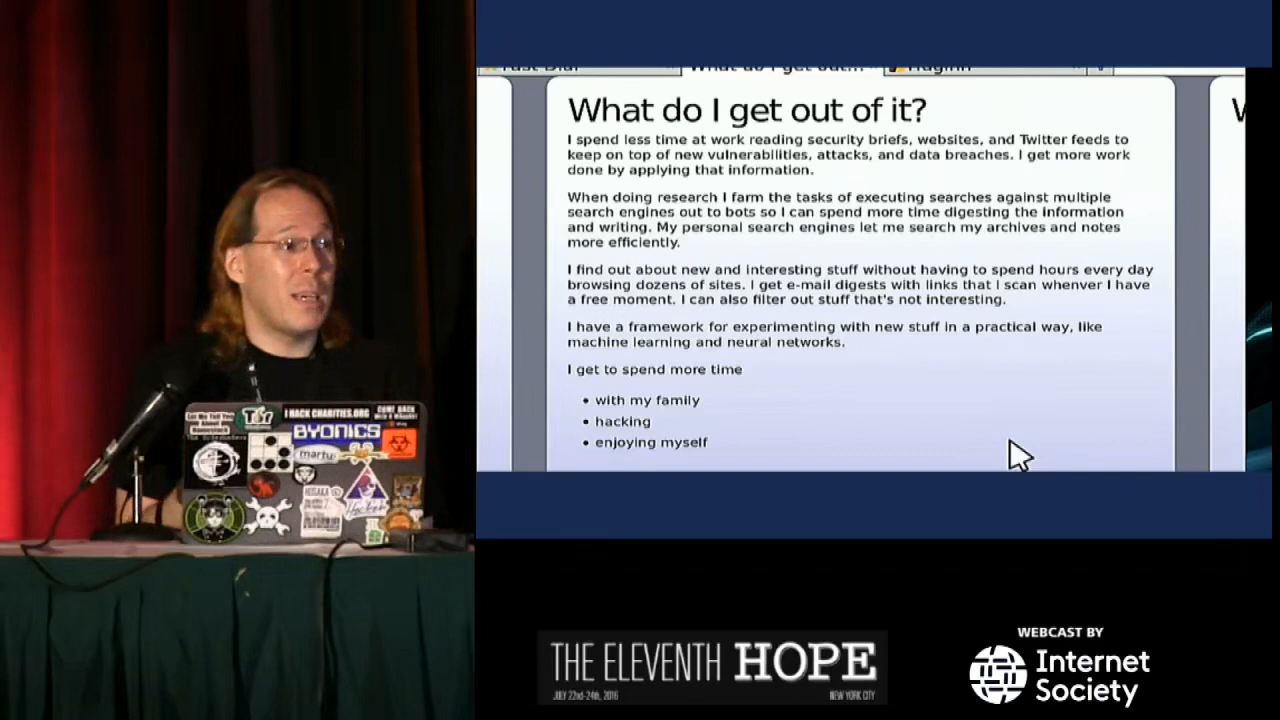 What do I get out...
Huginn
What do I get out of it?
I spend less time at work reading security briefs, websites, and Twitter feeds to
keep on top of new vulnerabilities, attacks, and data breaches. I get more work
done by applying that information.
When doing research I farm the tasks of executing searches against multiple
search engines out to bots so I can spend more time digesting the information
and writing. My personal search engines let me search my archives and notes
more efficiently.
I find out about new and interesting stuff without having to spend hours every day
browsing dozens of sites. I get e-mail digests with links that I scan whenver I have
a free moment. I can also filter out stuff that's not interesting.
I have a framework for experimenting with new stuff in a practical way, like
machine learning and neural networks.
I get to spend more time
• with my family
• hacking
• enjoying myself
W
I HACK CHARITIES.ORG
COME BACK
BYONICS
THE ELEVENTH HOPE
JULY 22nd-24th, 2016
NEW YORK CITY
WEBCAST BY
Internet
Society